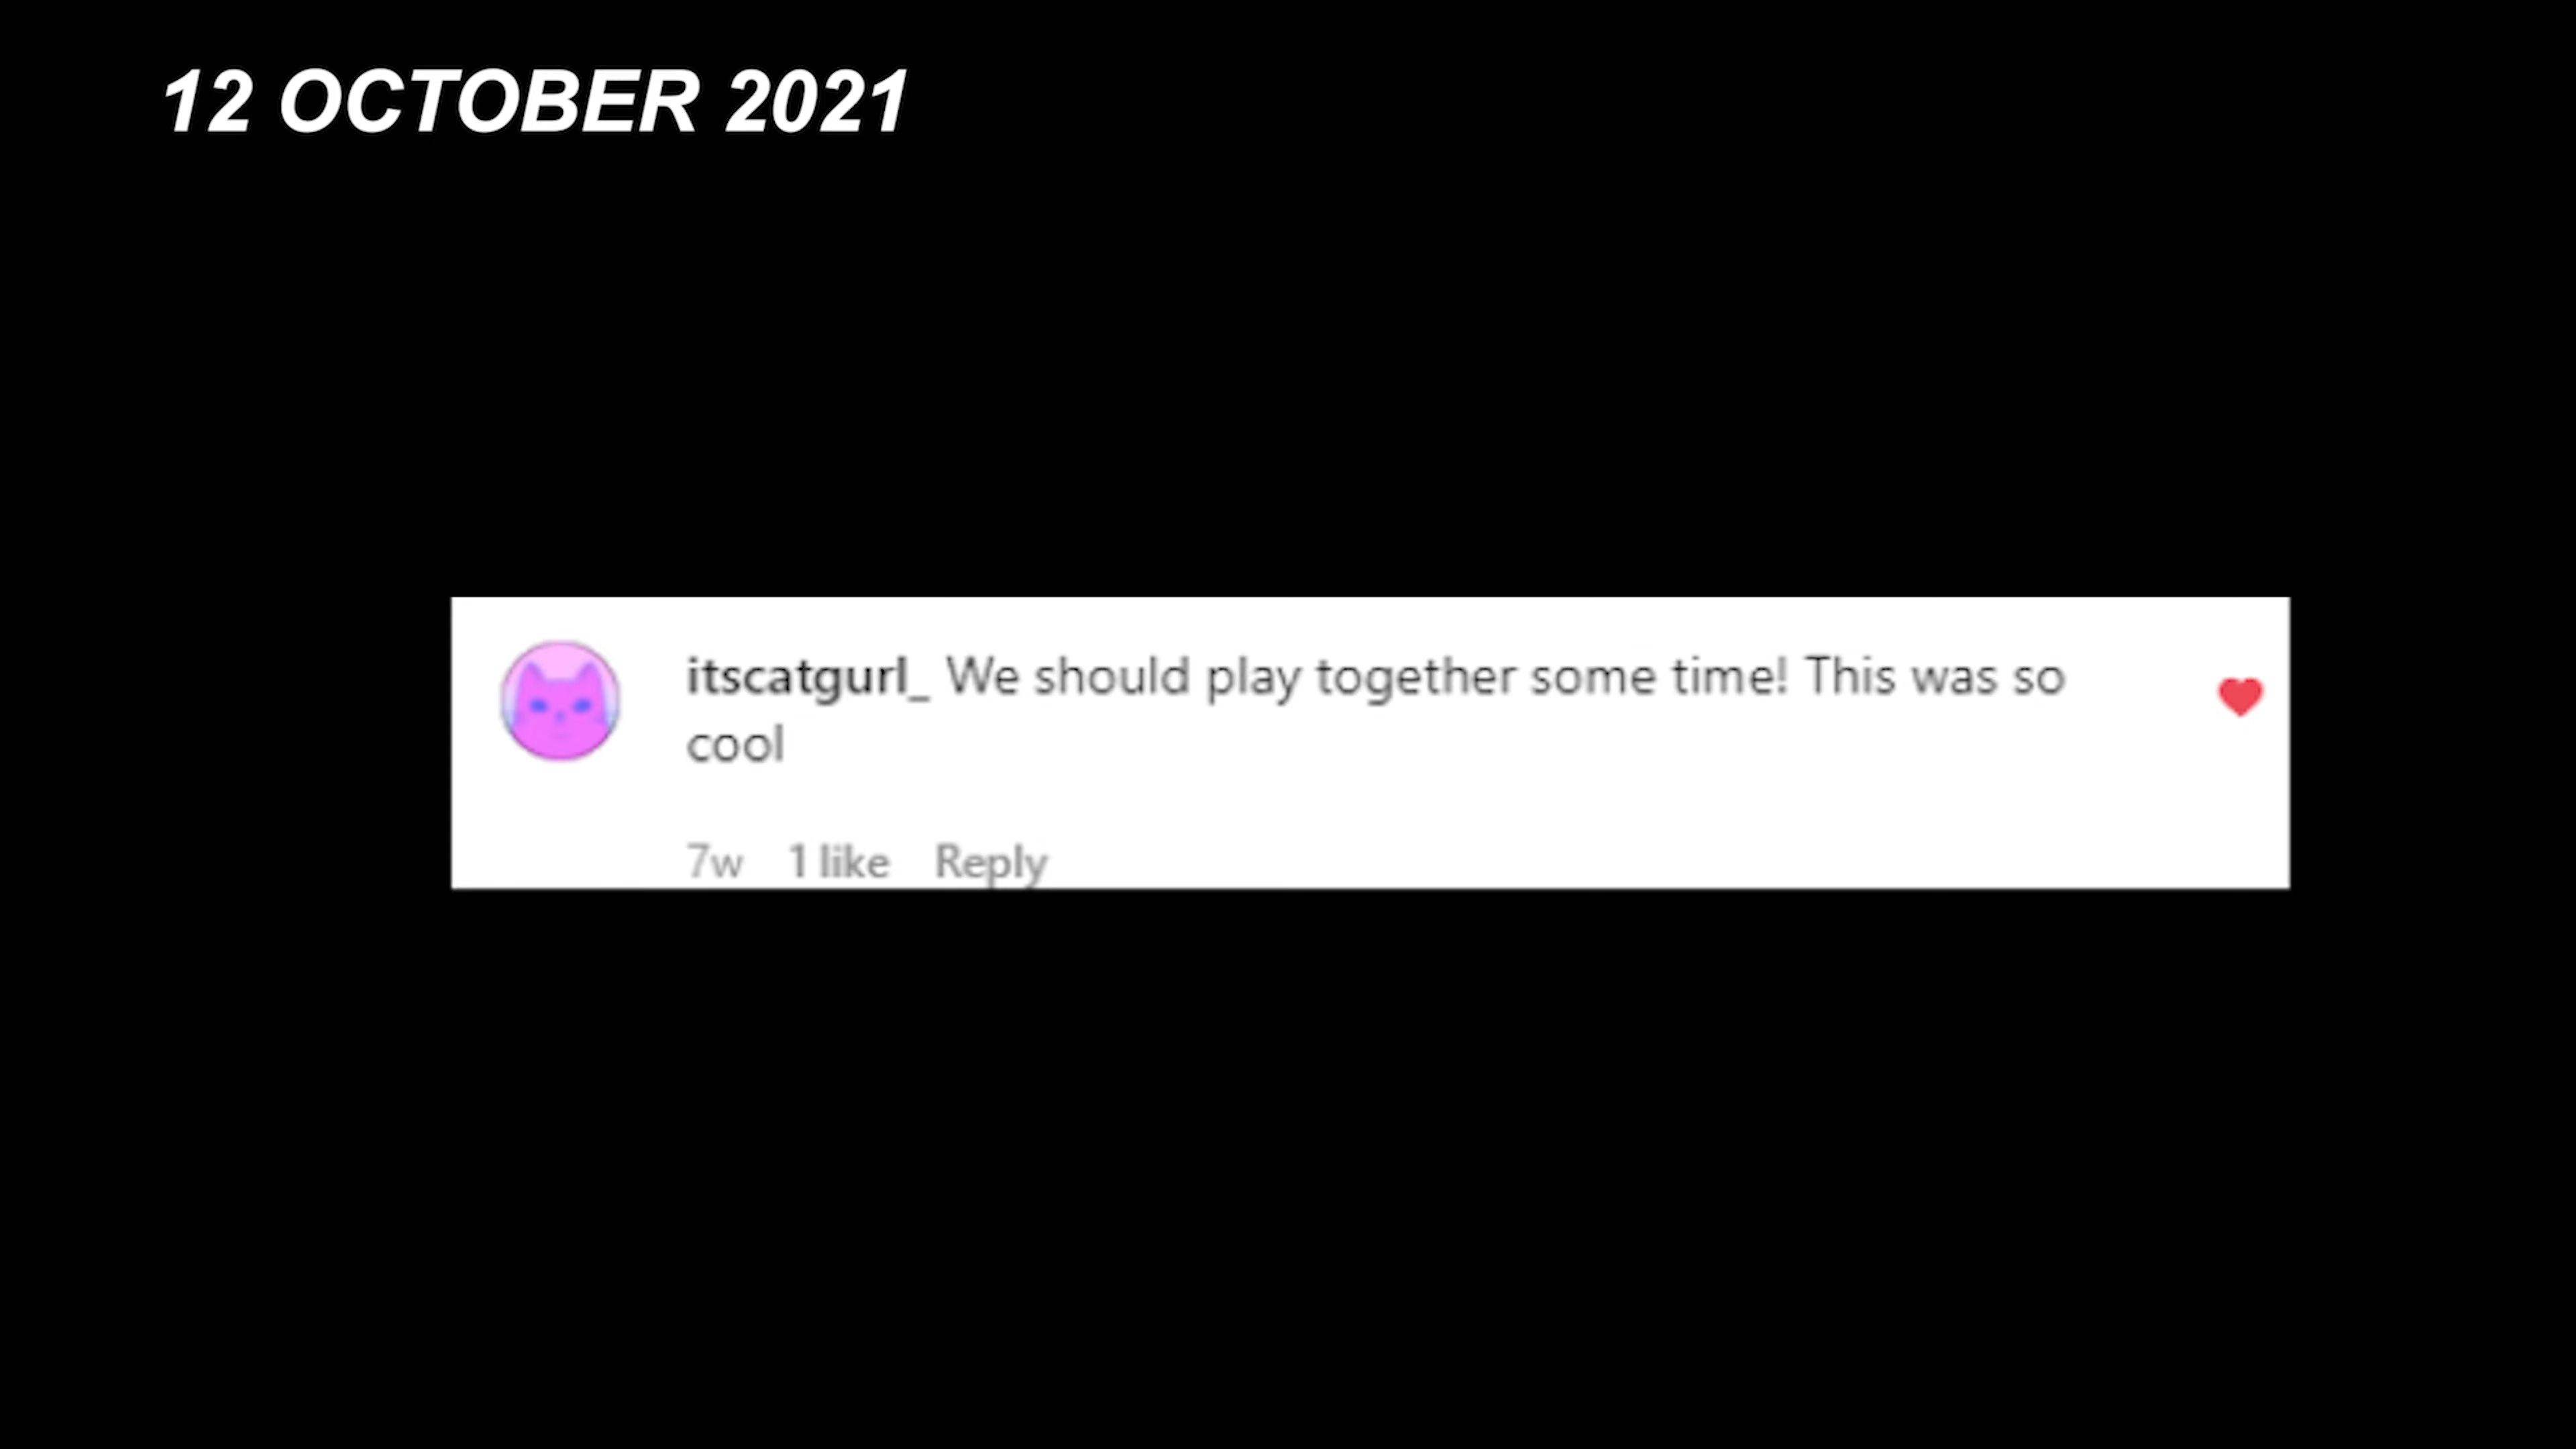 12 OCTOBER 2021
itscatgurl_ We should play together some time! This was so
cool
7w 1 like Reply